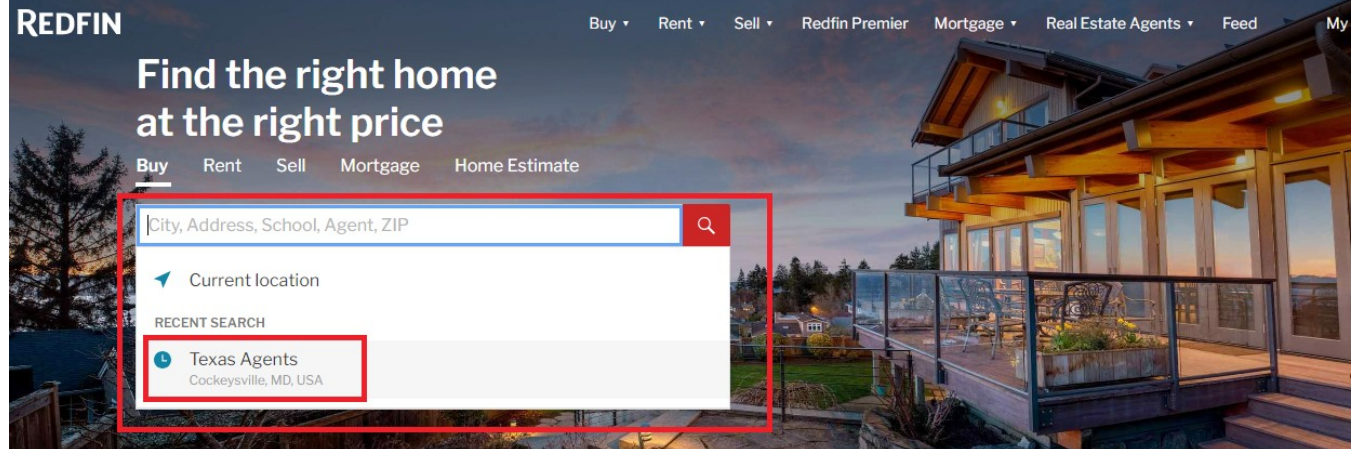 REDFIN
Buy ▾ Rent ▾ Sell ▾ Redfin Premier Mortgage ▾ Real Estate Agents ▾ Feed My
Find the right home
at the right price
Buy Rent Sell Mortgage Home Estimate
City, Address, School, Agent, ZIP
Current location
RECENT SEARCH
Texas Agents
Cockeysville, MD, USA